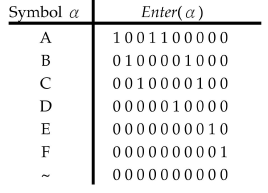 Symbol α Enter(α)
A 1 0 0 1 1 0 0 0 0 0
B 0 1 0 0 0 0 1 0 0 0
C 0 0 1 0 0 0 0 1 0 0
D 0 0 0 0 0 1 0 0 0 0
E 0 0 0 0 0 0 0 0 1 0
F 0 0 0 0 0 0 0 0 0 1
~ 0 0 0 0 0 0 0 0 0 0